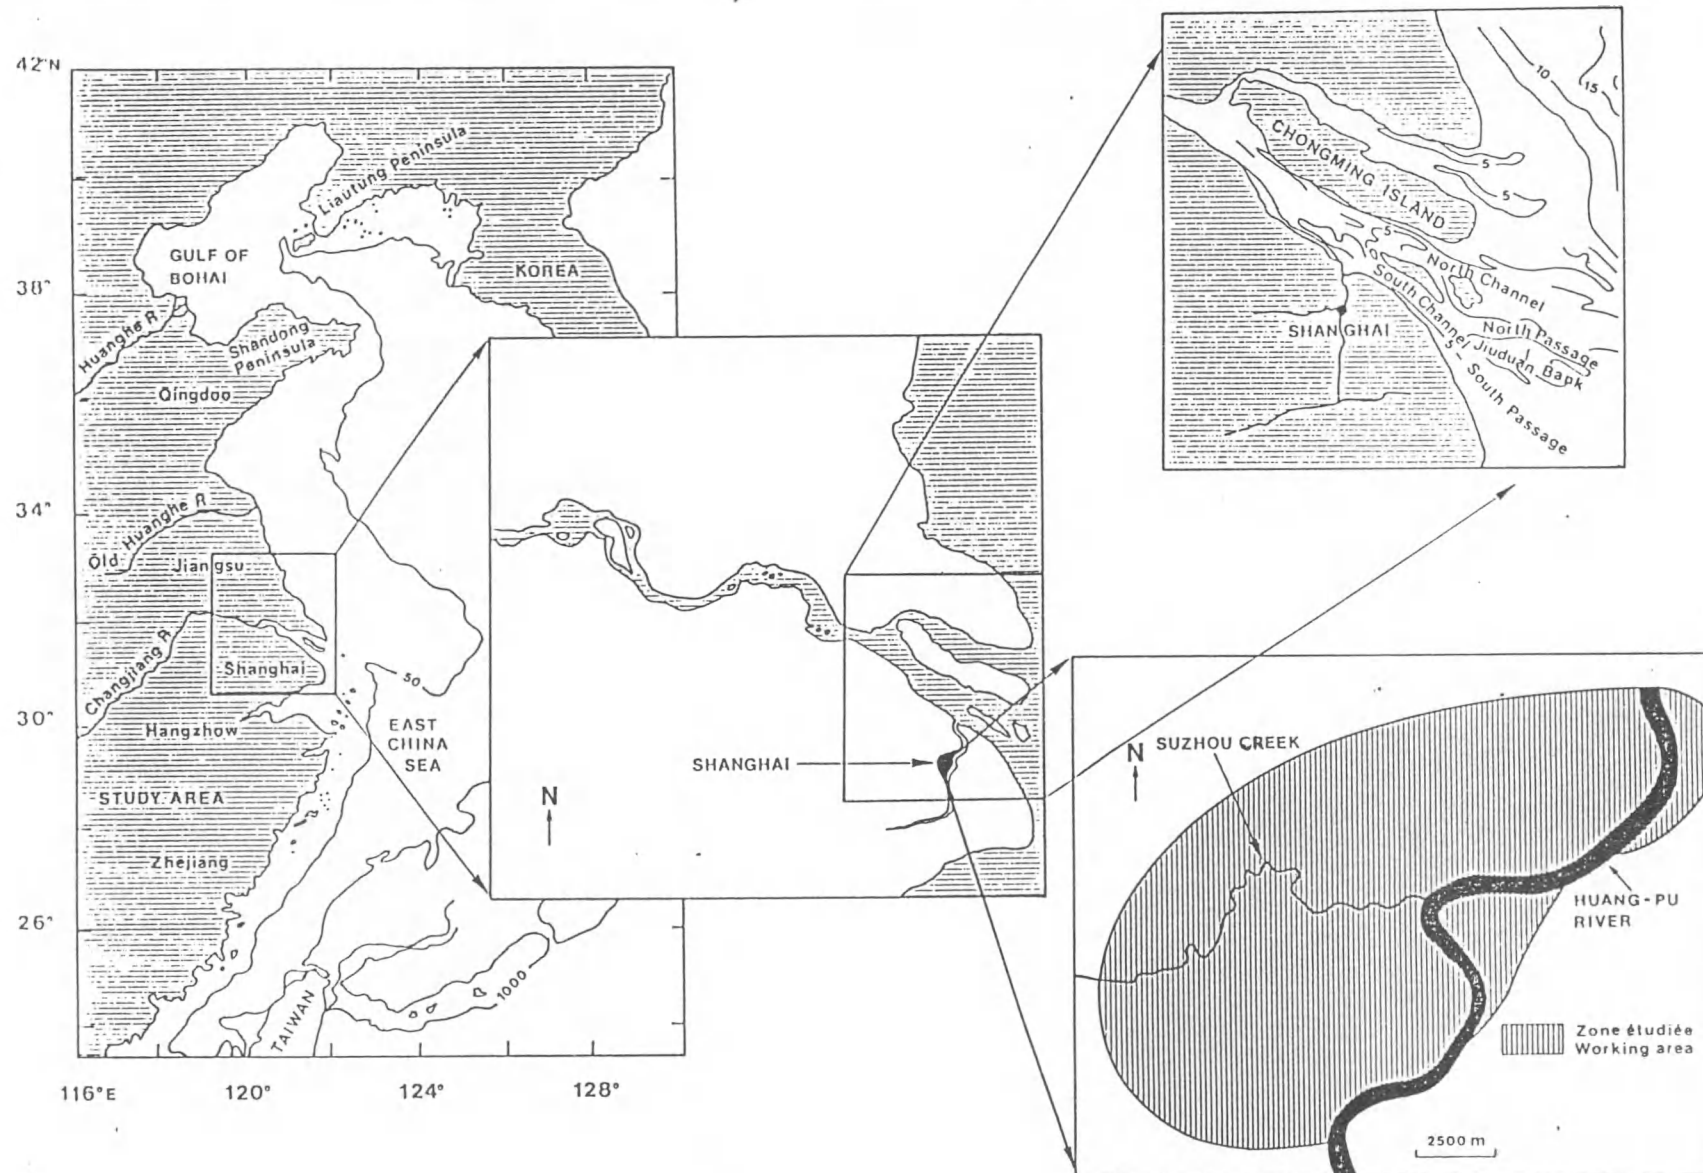 42°N
38°
34°
30°
26°
116°E
120°
124°
128°
Liautung Peninsula
GULF OF
BOHAI
KOREA
Huanghe R
Shandong
Peninsula
Qingdoo
Old Huanghe R
Jiangsu
Changjiang R
Shanghai
50
Hangzhow
EAST
CHINA
SEA
STUDY AREA
Zhejiang
TAIWAN
1000
SHANGHAI
N
10
15
CHONGMING ISLAND
5
5
5
North Channel
South Channel
SHANGHAI
North Passage
Jiuduan Bank
5
South Passage
N
SUZHOU CREEK
HUANG-PU
RIVER
Zone étudiée
Working area
2500 m